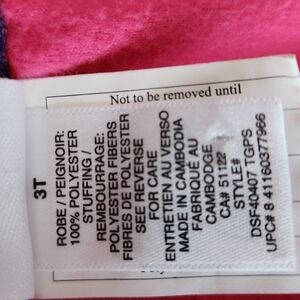 Not to be removed until
3T
ROBE / PEIGNOIR:
100% POLYESTER
STUFFING /
REMBOURRAGE:
POLYESTER FIBERS
FIBRES POLYESTER
SEE REVERSE
FOR CARE
ENTRETIEN AU VERSO
MADE IN CAMBODIA
FABRIQUÉ AU
CAMBODGE
CA# 51122
STYLE#
DSF40407 TGPS
UPC# 8 41160377966